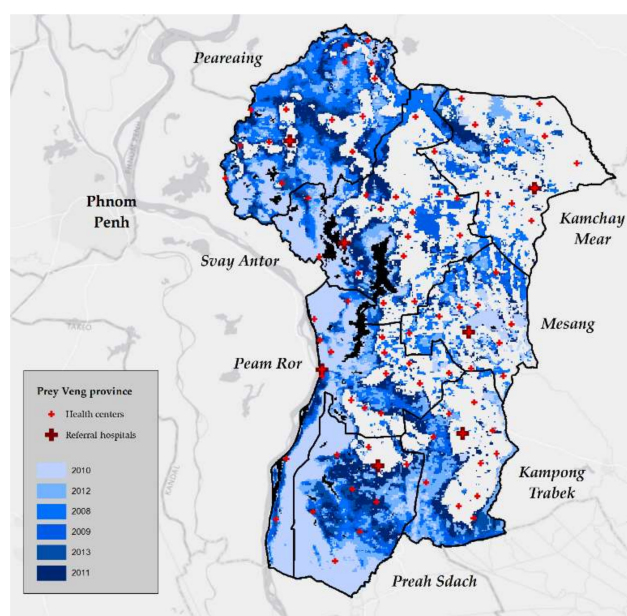 Peareaing
Phnom
Penh
Kamchay
Mear
Svay Antor
Mesang
Peam Ror
Prey Veng province
Health centers
Referral hospitals
2010
2012
2008
2009
2013
2011
KANDAL
Kampong
Trabek
Preah Sdach